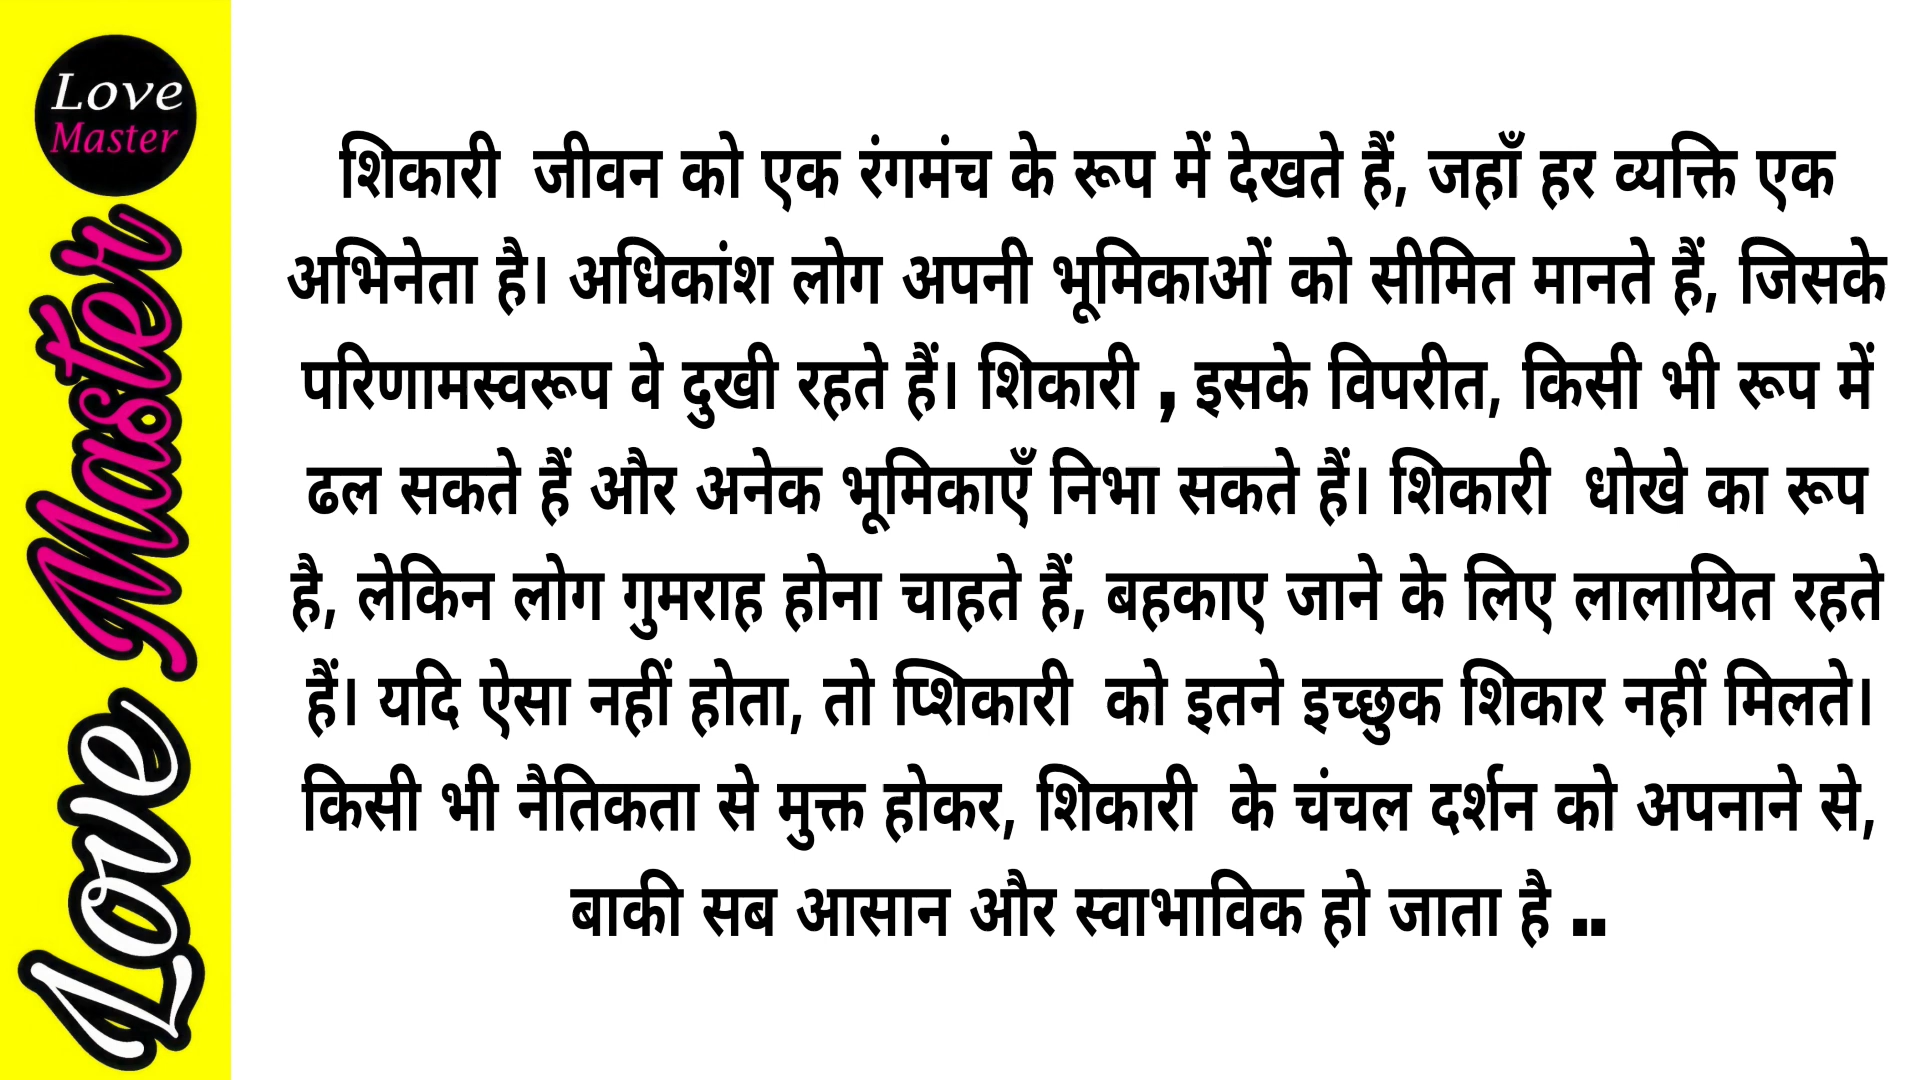 Love
Master
Love Master
शिकारी जीवन को एक रंगमंच के रूप में देखते हैं, जहाँ हर व्यक्ति एक
अभिनेता है। अधिकांश लोग अपनी भूमिकाओं को सीमित मानते हैं, जिसके
परिणामस्वरूप वे दुखी रहते हैं। शिकारी , इसके विपरीत, किसी भी रूप में
ढल सकते हैं और अनेक भूमिकाएँ निभा सकते हैं। शिकारी धोखे का रूप
है, लेकिन लोग गुमराह होना चाहते हैं, बहकाए जाने के लिए लालायित रहते
हैं। यदि ऐसा नहीं होता, तो प्शिकारी को इतने इच्छुक शिकार नहीं मिलते।
किसी भी नैतिकता से मुक्त होकर, शिकारी के चंचल दर्शन को अपनाने से,
बाकी सब आसान और स्वाभाविक हो जाता है ..